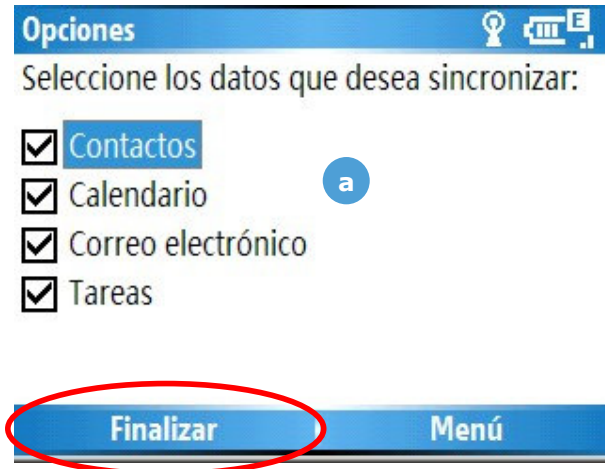 Opciones
E
Seleccione los datos que desea sincronizar:
Contactos
Calendario
a
Correo electrónico
Tareas
Finalizar
Menú